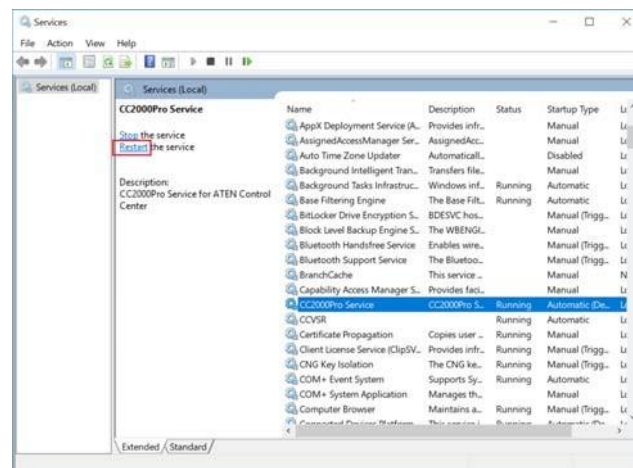 Services
File Action View Help
Services (Local)
Services (Local)
CC2000Pro Service
Stop the service
Restart the service
Description:
CC2000Pro Service for ATEN Control
Center
Name Description Status Startup Type
AppX Deployment Service (A... Provides infr... Manual
AssignedAccessManager Ser... AssignedAcc... Manual
Auto Time Zone Updater Automaticall... Disabled
Background Intelligent Tran... Transfers file... Manual
Background Tasks Infrastruc... Windows inf... Running Automatic
Base Filtering Engine The Base Filt... Running Automatic
BitLocker Drive Encryption S... BDESVC hos... Manual (Trigg...
Block Level Backup Engine S... The WBENGI... Manual
Bluetooth Handsfree Service Enables wire... Manual (Trigg...
Bluetooth Support Service The Bluetoo... Manual (Trigg...
BranchCache This service ... Manual N
Capability Access Manager S... Provides faci... Manual
CC2000Pro Service CC2000Pro S... Running Automatic (De...
CCVSR Running Automatic
Certificate Propagation Copies user ... Running Manual
Client License Service (ClipSV... Provides infr... Running Manual (Trigg...
CNG Key Isolation The CNG ke... Running Manual (Trigg...
COM+ Event System Supports Sy... Running Automatic
COM+ System Application Manages th... Manual
Computer Browser Maintains a... Running Manual (Trigg...
Extended Standard